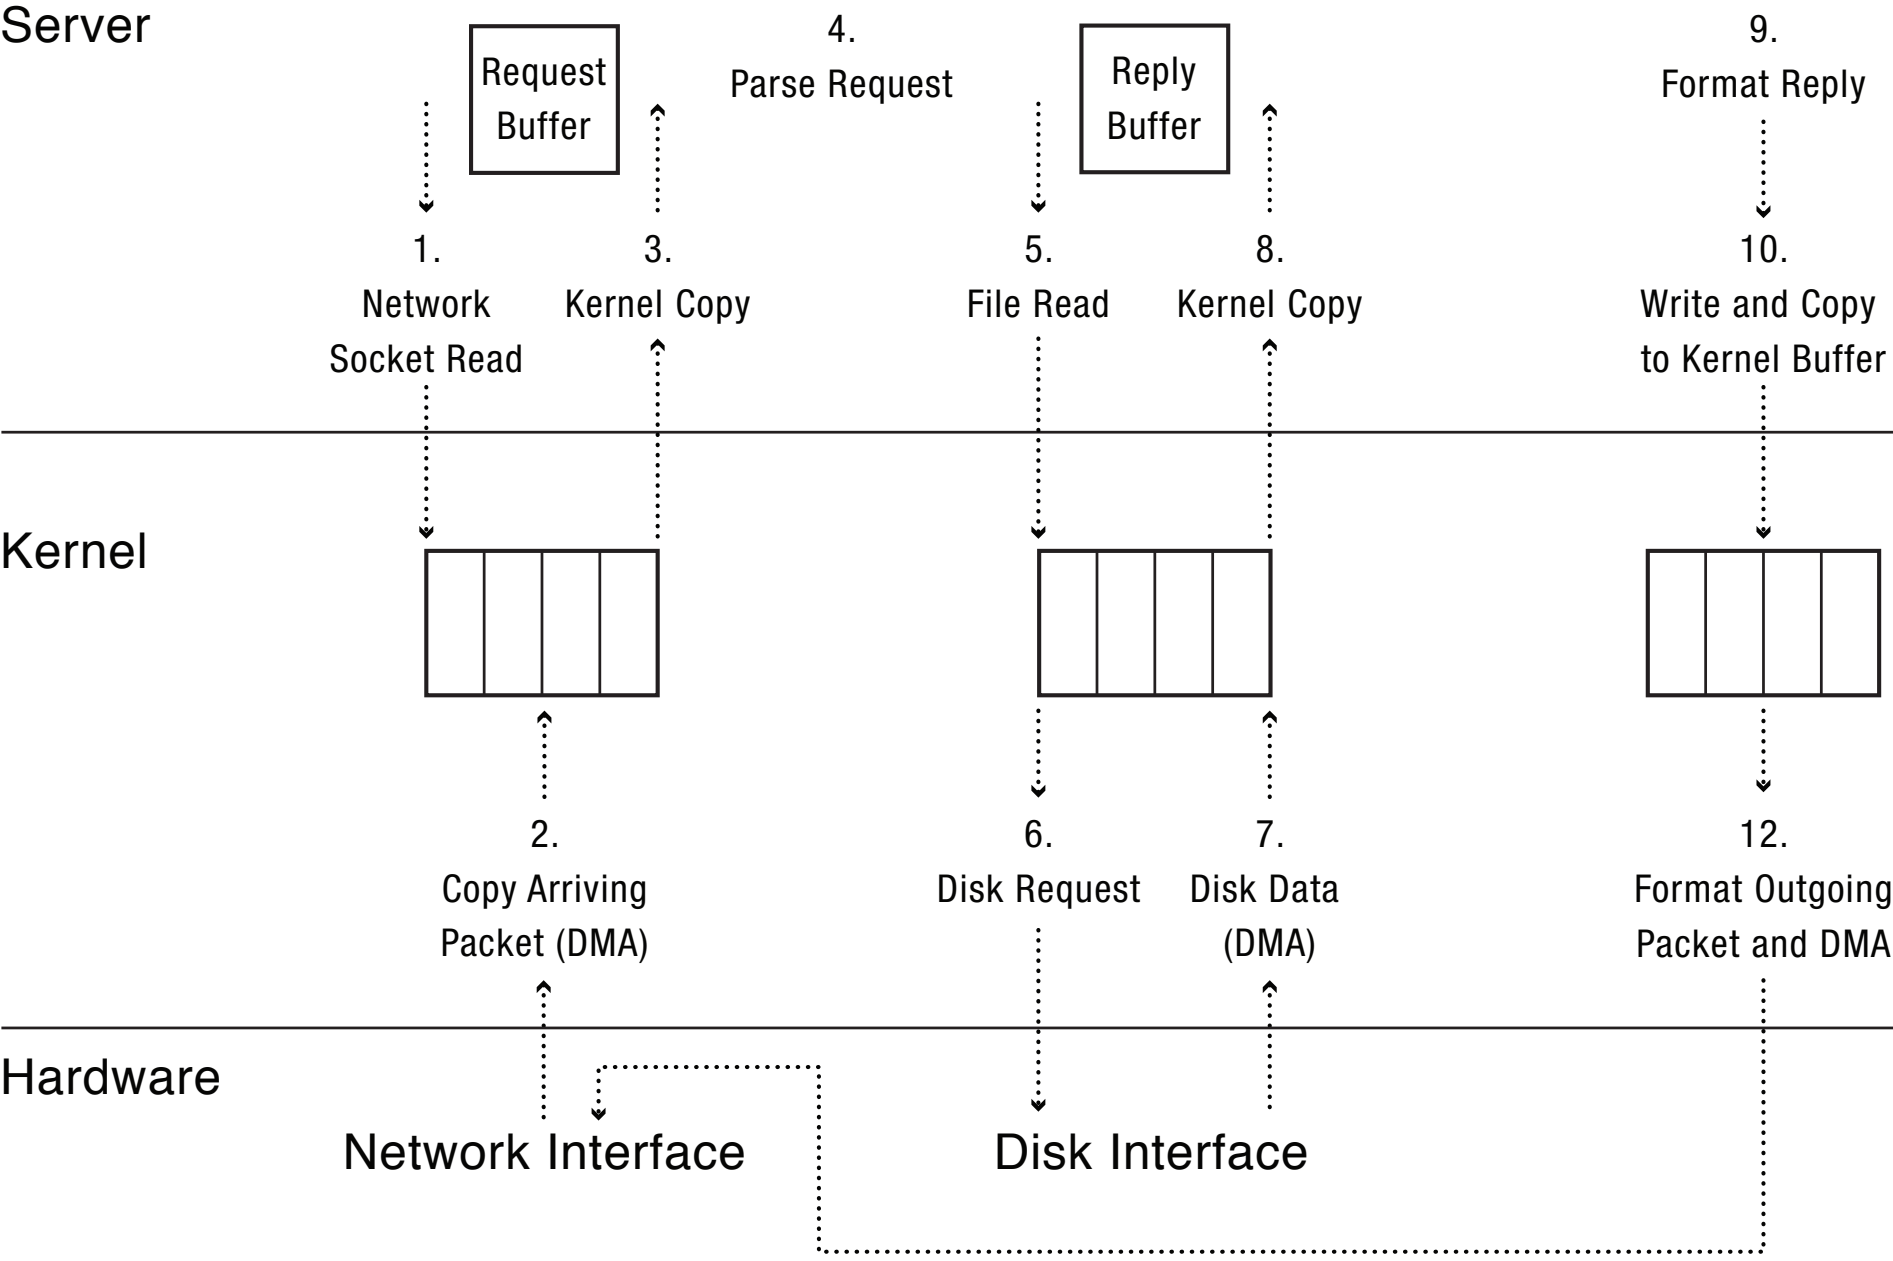 Server
Request
Buffer
4.
Parse Request
Reply
Buffer
9.
Format Reply
1.
Network
Socket Read
3.
Kernel Copy
5.
File Read
8.
Kernel Copy
10.
Write and Copy
to Kernel Buffer
Kernel
2.
Copy Arriving
Packet (DMA)
6.
Disk Request
7.
Disk Data
(DMA)
12.
Format Outgoing
Packet and DMA
Hardware
Network Interface
Disk Interface